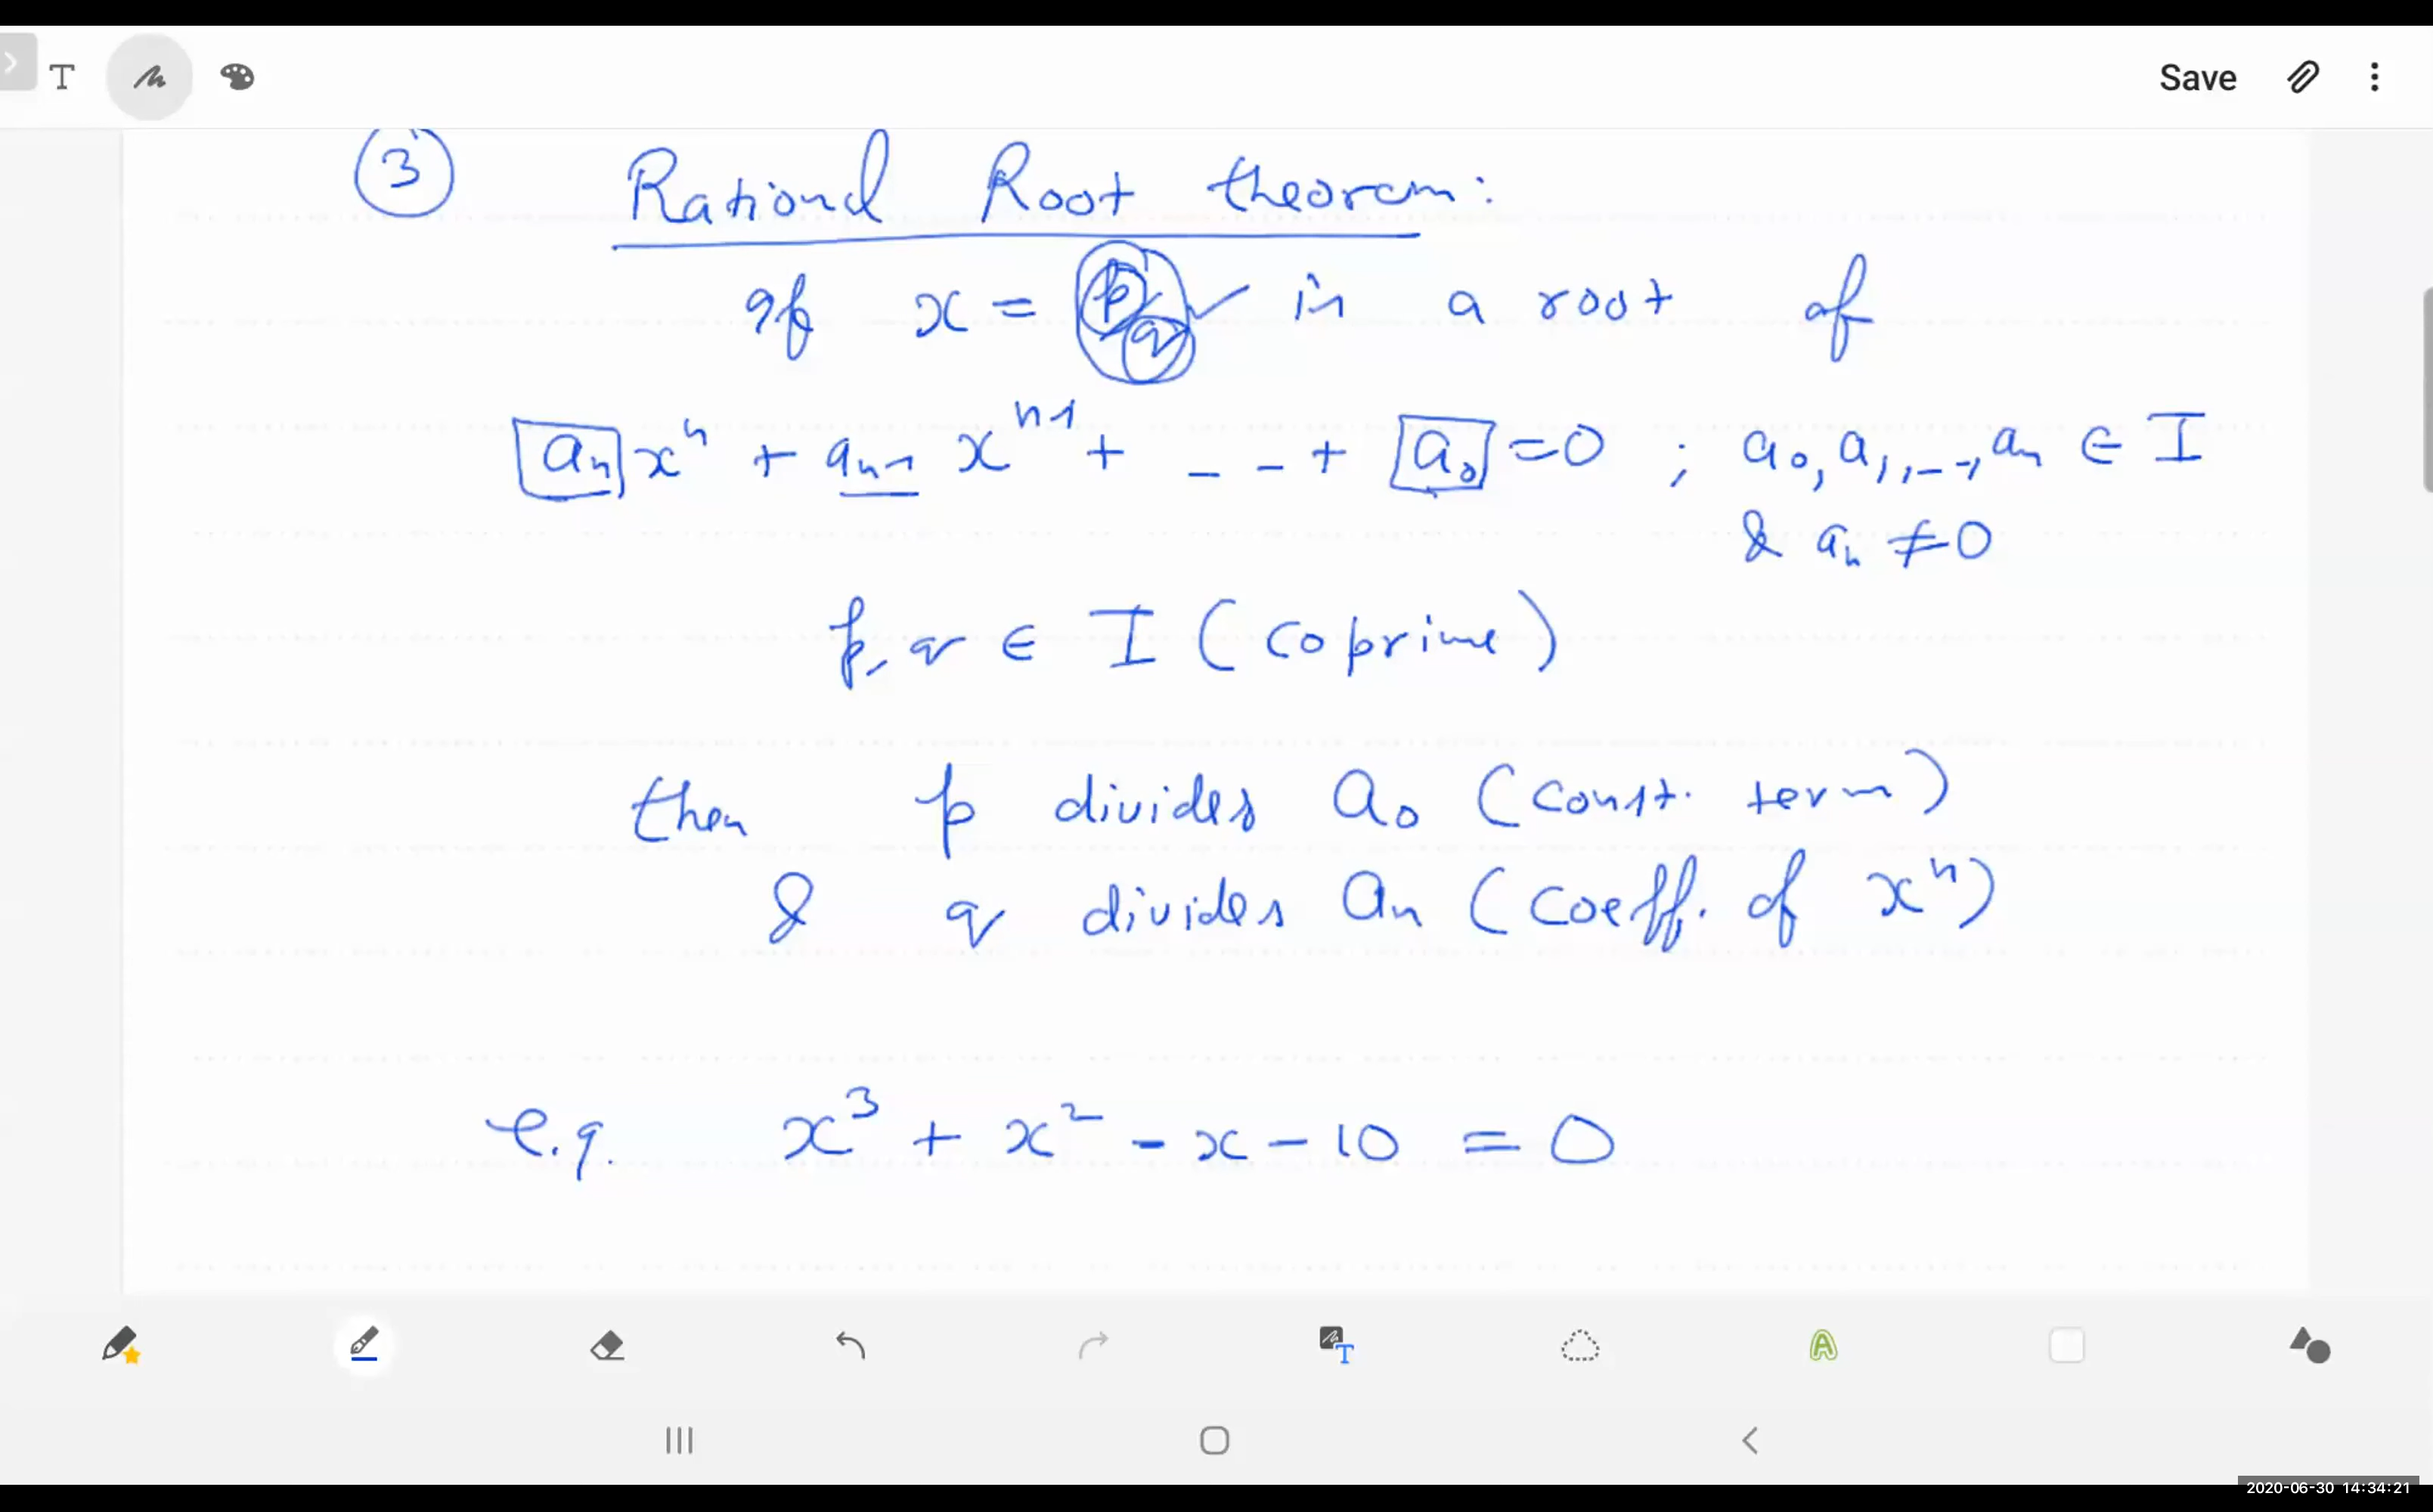 T Save
3 Rational Root theorem:
If x = p/q is a root of
aₙxⁿ + aₙ₋₁ xⁿ⁻¹ + _ _ + a₀ = 0 ; a₀, a₁, --, aₙ ∈ I
& aₙ ≠ 0
p, q ∈ I (coprime)
then p divides a₀ (const. term)
& q divides aₙ (coeff. of xⁿ)
e.g. x³ + x² - x - 10 = 0
T A
2020-06-30 14:34:21